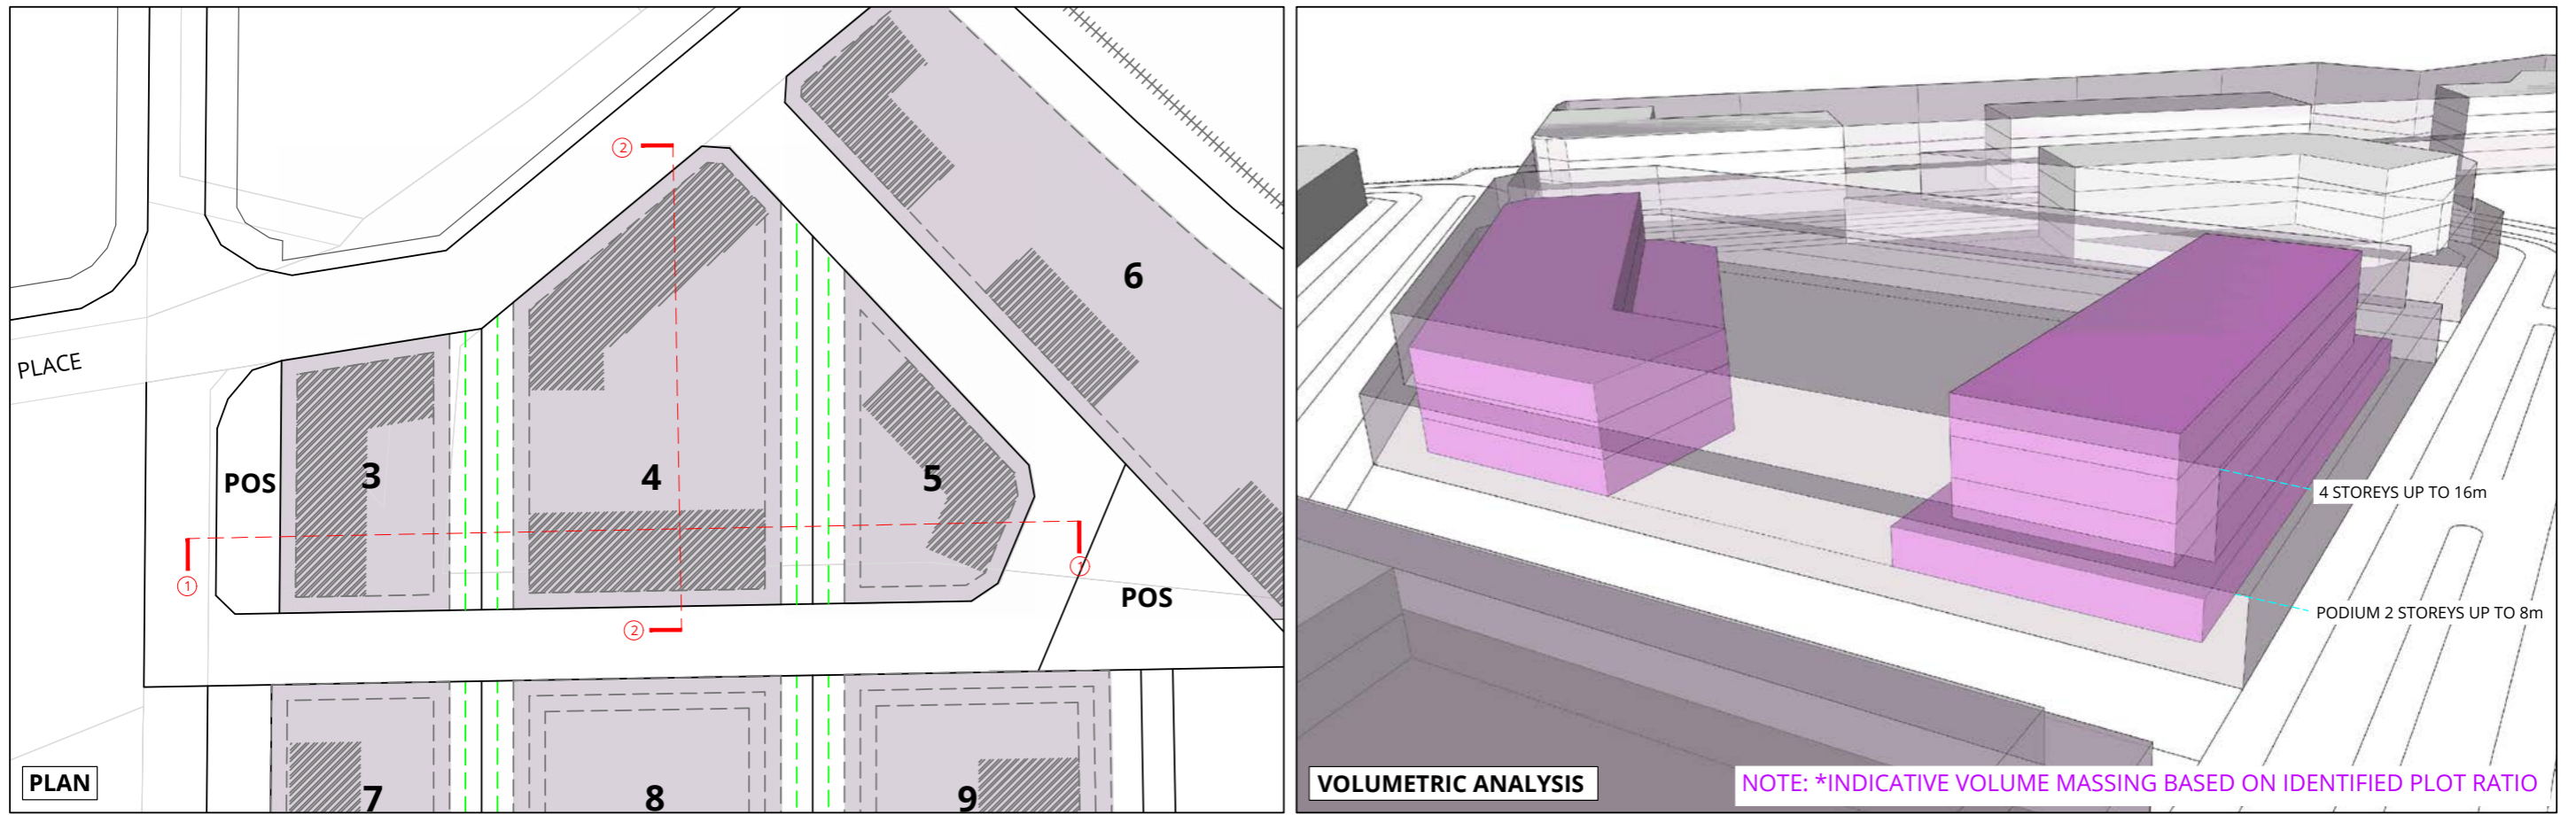 2
6
PLACE
POS
3
4
5
1
1
POS
2
7
8
9
PLAN
4 STOREYS UP TO 16m
PODIUM 2 STOREYS UP TO 8m
VOLUMETRIC ANALYSIS
NOTE: *INDICATIVE VOLUME MASSING BASED ON IDENTIFIED PLOT RATIO